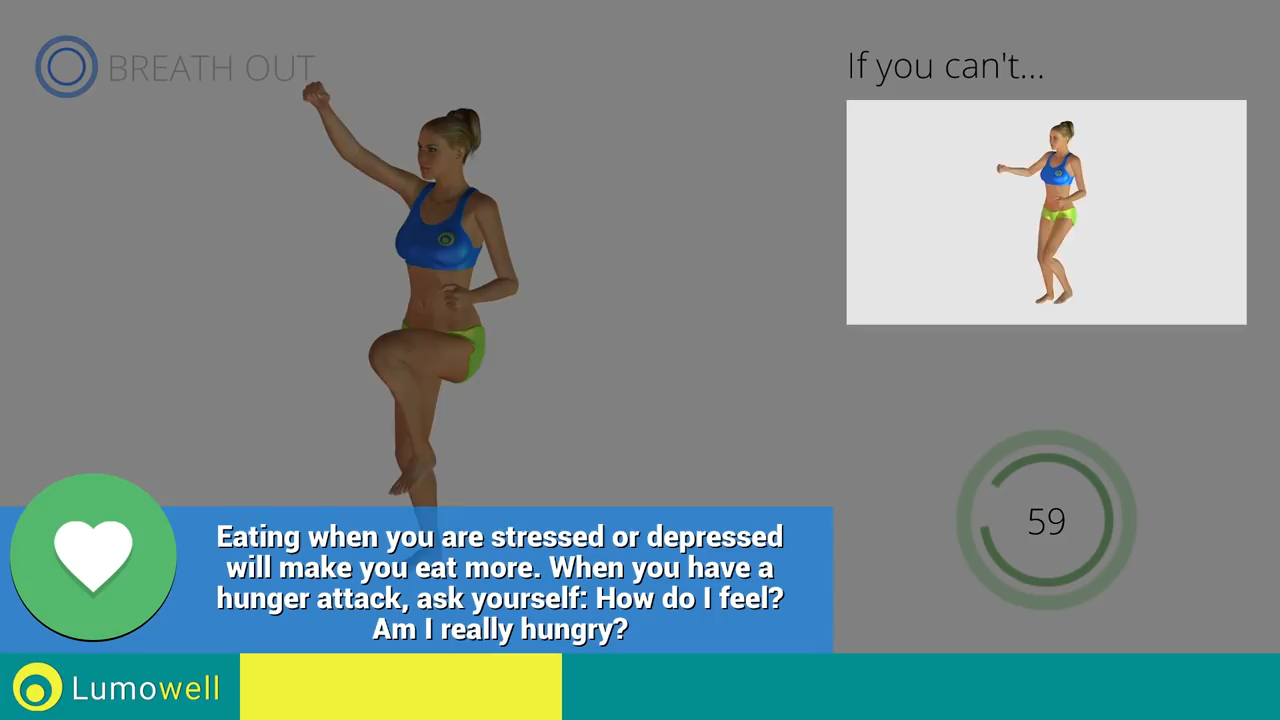 BREATH OUT
If you can't...
59
Eating when you are stressed or depressed
will make you eat more. When you have a
hunger attack, ask yourself: How do I feel?
Am I really hungry?
Lumowell